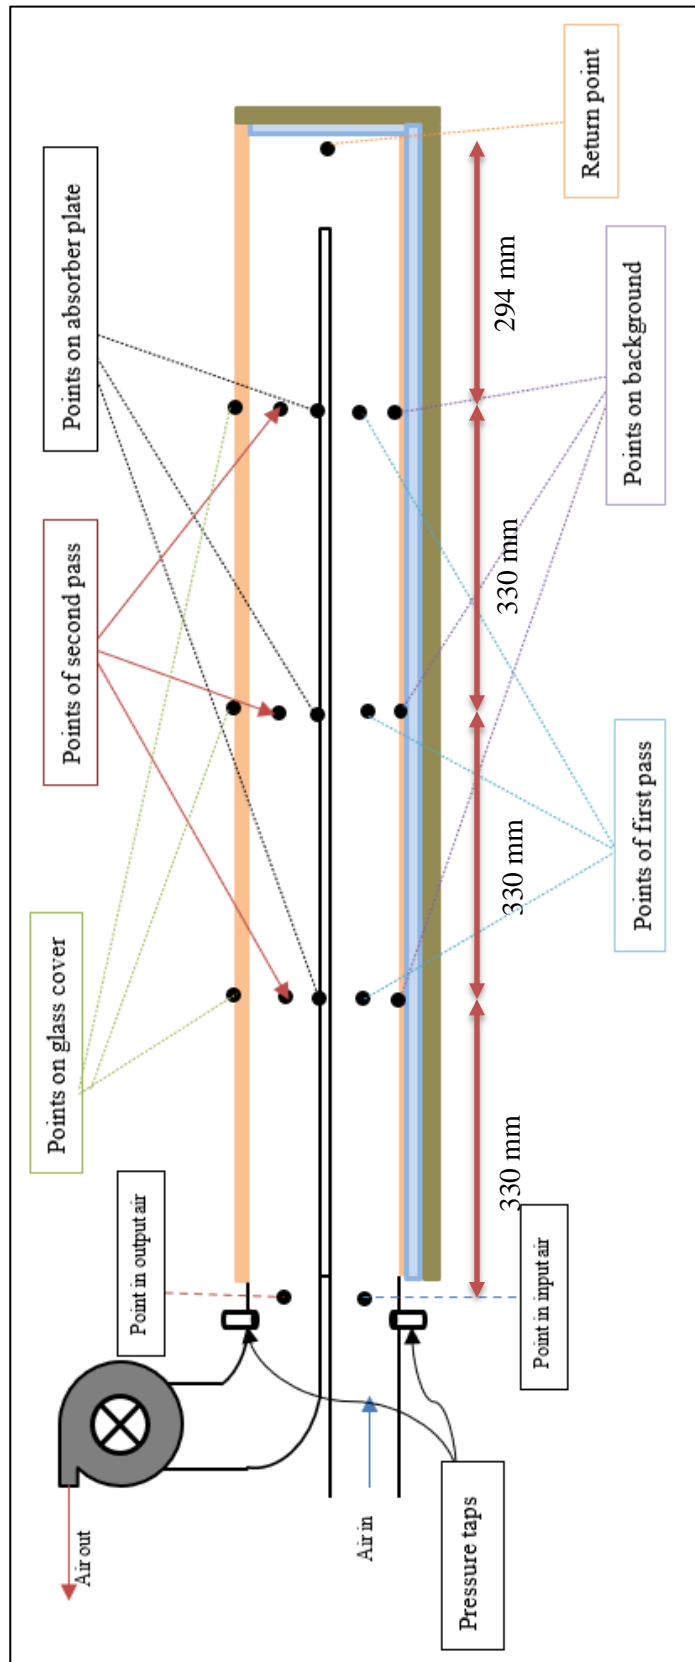 Return point
Points on absorber plate
294 mm
Points on background
Points of second pass
330 mm
Points of first pass
330 mm
Points on glass cover
330 mm
Point in output air
Point in input air
Air in
Air out
Pressure taps